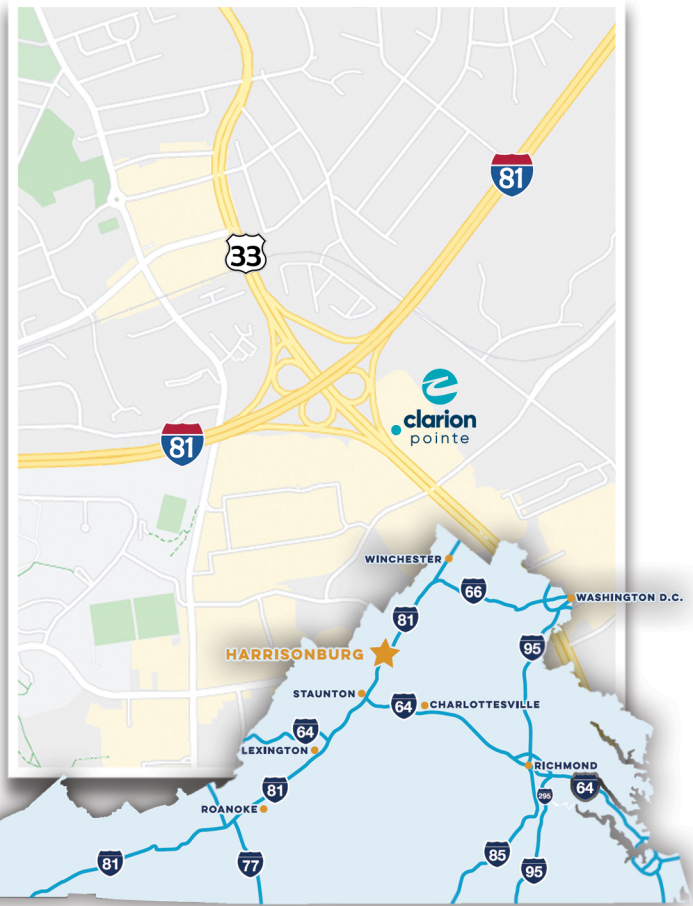 81
33
clarion
pointe
81
WINCHESTER
66
WASHINGTON D.C.
81
95
HARRISONBURG
STAUNTON
64
CHARLOTTESVILLE
64
LEXINGTON
RICHMOND
81
295
64
ROANOKE
85
81
77
95